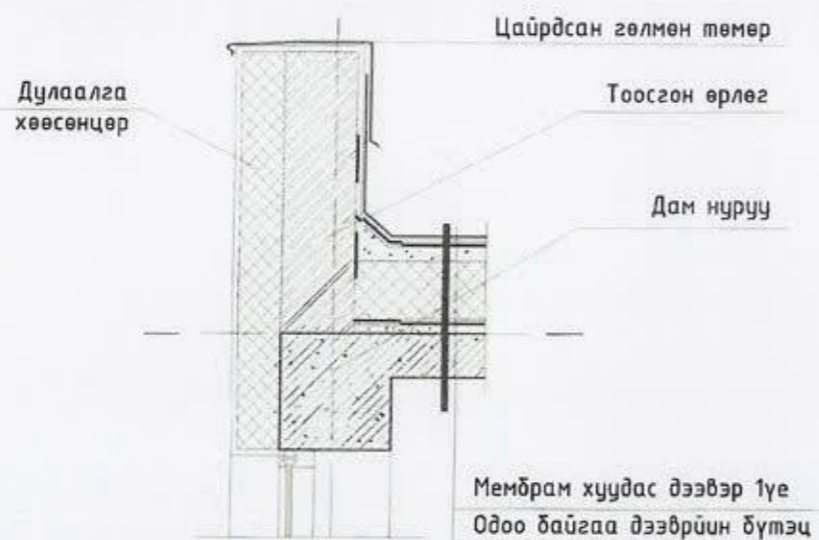 Цайрдсан гөлмөн төмөр
Дулаалга
хөөсөнцөр
Тоосгон өрлөг
Дам нуруу
Мембрам хуудас дээвэр 1үе
Одоо байгаа дээврийн бүтэц